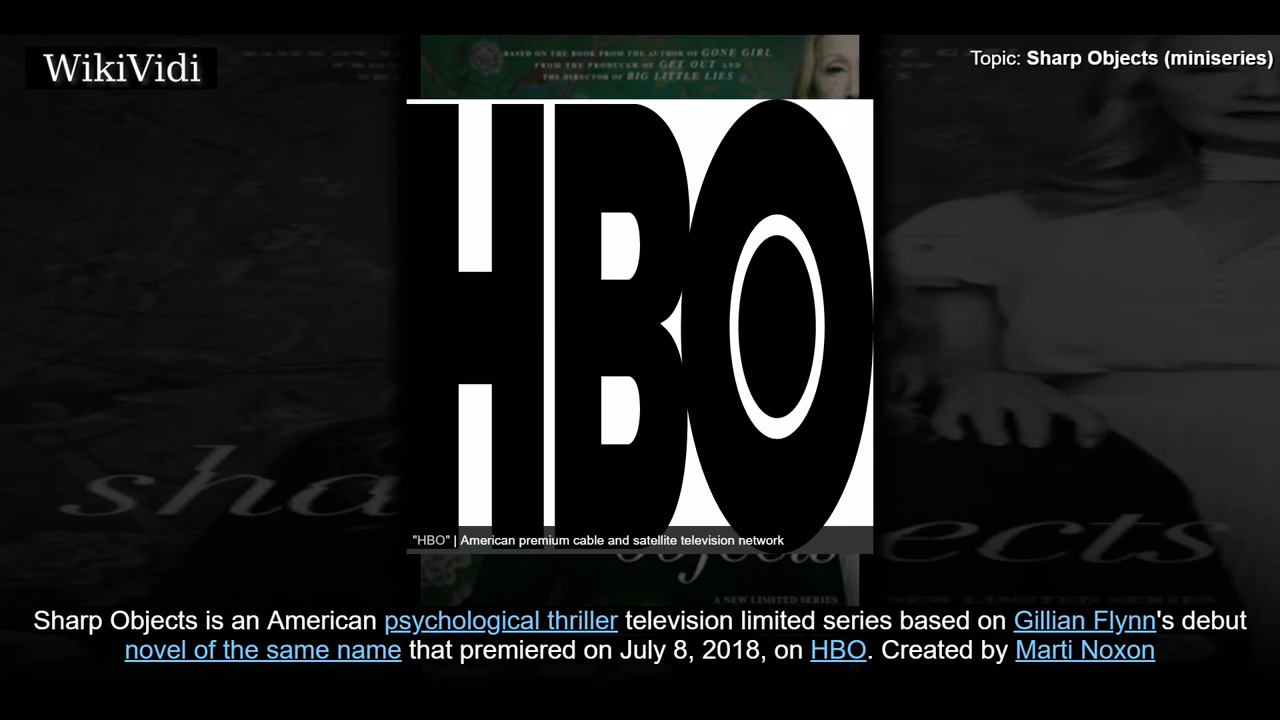 WikiVidi
Topic: Sharp Objects (miniseries)
BASED ON THE BOOK FROM THE AUTHOR OF GONE GIRL
FROM THE PRODUCER OF GET OUT AND
THE DIRECTOR OF BIG LITTLE LIES
HBO
"HBO" | American premium cable and satellite television network
sha
objects
ects
A NEW LIMITED SERIES
Sharp Objects is an American psychological thriller television limited series based on Gillian Flynn's debut
novel of the same name that premiered on July 8, 2018, on HBO. Created by Marti Noxon